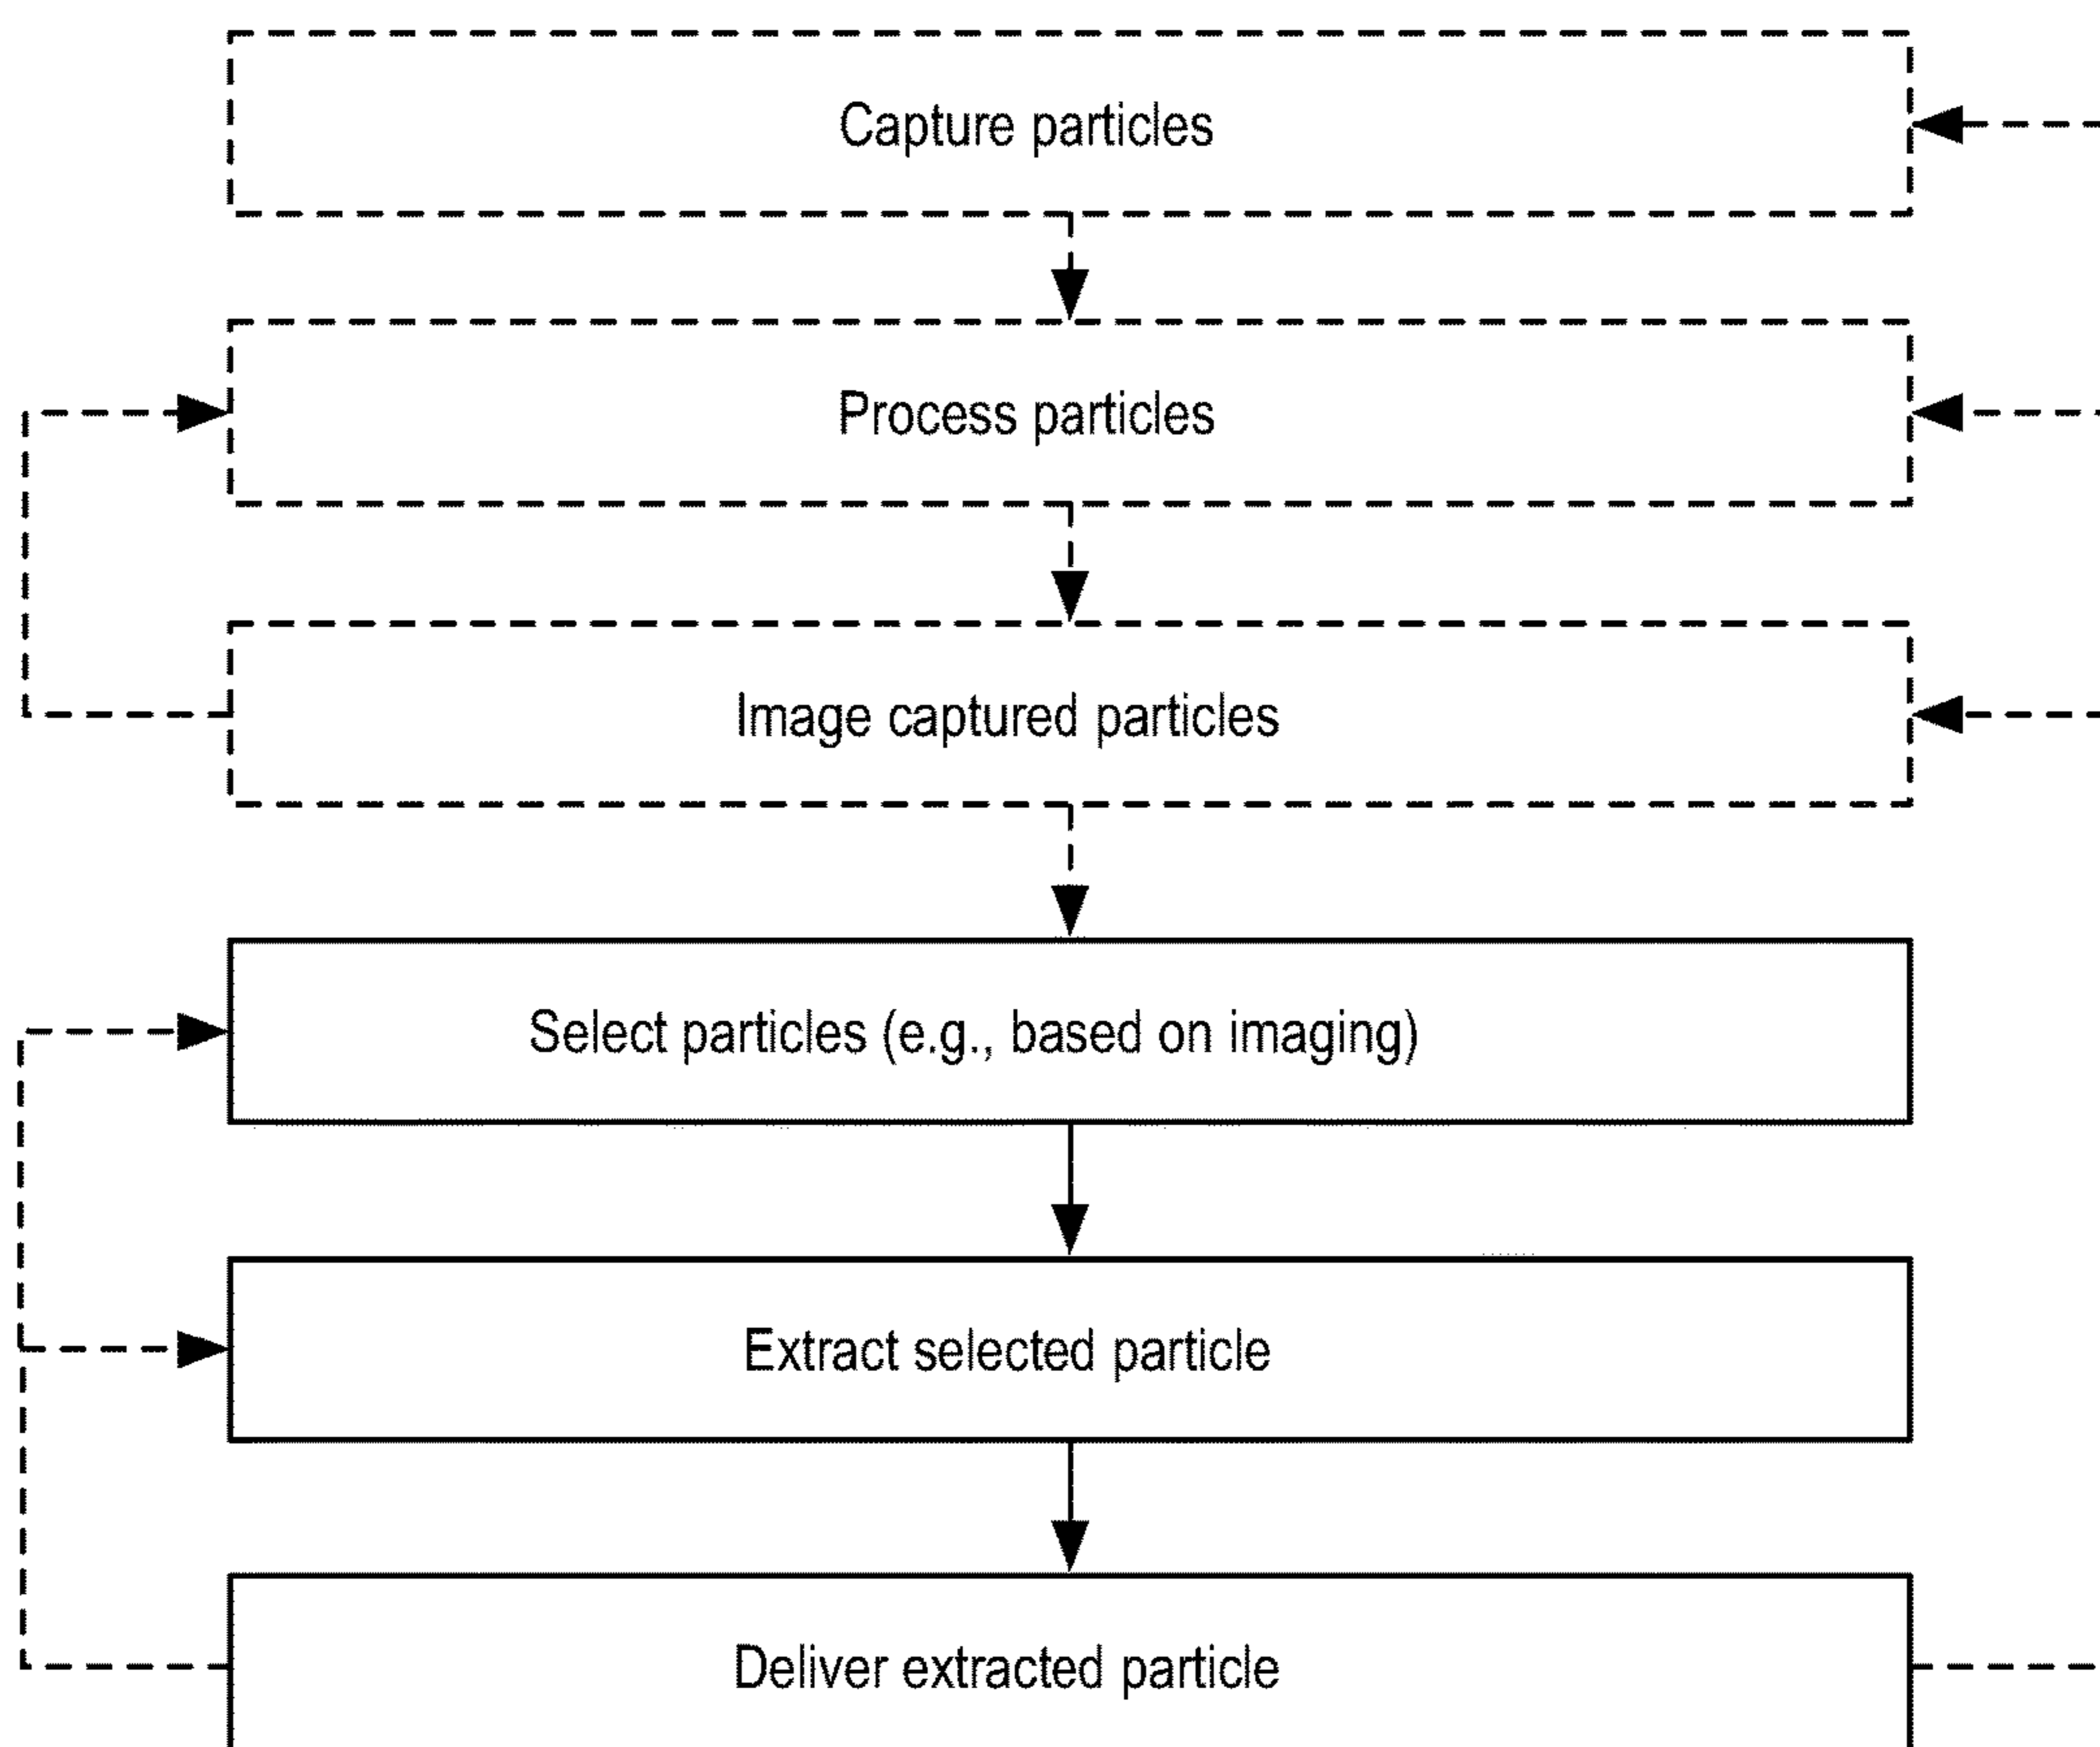 Capture particles
Process particles
Image captured particles
Select particles (e.g., based on imaging)
Extract selected particle
Deliver extracted particle